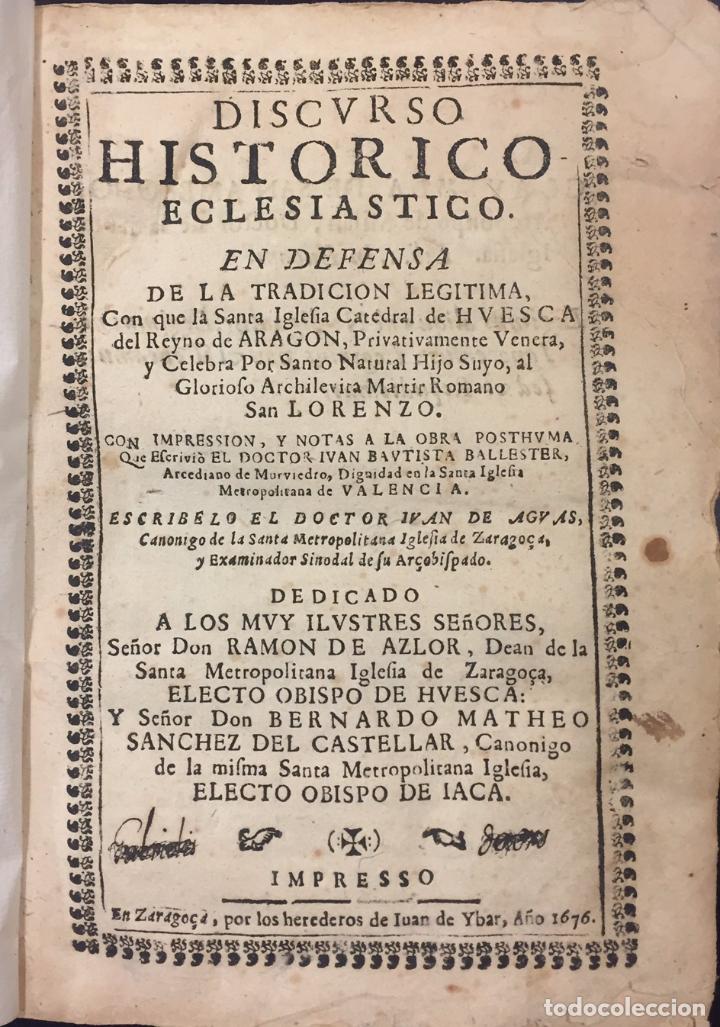 DISCVRSO
HISTORICO-
ECLESIASTICO.
EN DEFENSA
DE LA TRADICION LEGITIMA,
Con que la Santa Iglesia Catedral de HVESCA
del Reyno de ARAGON, Privativamente Venera,
y Celebra Por Santo Natural Hijo Suyo, al
Glorioso Archilevita Martir Romano
San LORENZO.
CON IMPRESSION, Y NOTAS A LA OBRA POSTHVMA
Que Escriviò EL DOCTOR IVAN BAVTISTA BALLESTER,
Arcediano de Morviedro, Dignidad en la Santa Iglesia
Metropolitana de VALENCIA.
ESCRIBELO EL DOCTOR IVAN DE AGVAS,
Canonigo de la Santa Metropolitana Iglesia de Zaragoça,
y Examinador Sinodal de su Arçobispado.
DEDICADO
A LOS MVY ILVSTRES SEñORES,
Señor Don RAMON DE AZLOR, Dean de la
Santa Metropolitana Iglesia de Zaragoça,
ELECTO OBISPO DE HVESCA:
Y Señor Don BERNARDO MATHEO
SANCHEZ DEL CASTELLAR, Canonigo
de la misma Santa Metropolitana Iglesia,
ELECTO OBISPO DE IACA.
IMPRESSO
En Zaragoça, por los herederos de Iuan de Ybar, Año 1676.
todocoleccion